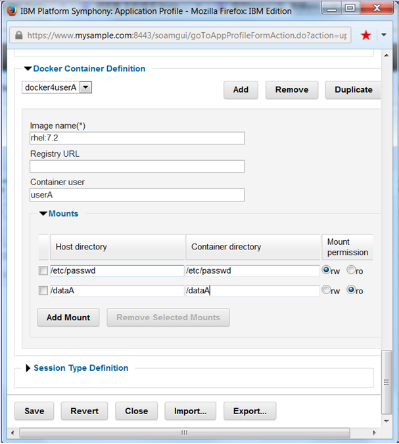 IBM Platform Symphony: Application Profile - Mozilla Firefox: IBM Edition
https://www.mysample.com:8443/soamgui/goToAppProfileFormAction.do?action=up
Docker Container Definition
docker4userA
Add Remove Duplicate
Image name(*)
rhel:7.2
Registry URL
Container user
userA
Mounts
Host directory Container directory Mount permission
/etc/passwd /etc/passwd rw ro
/dataA /dataA rw ro
Add Mount Remove Selected Mounts
Session Type Definition
Save Revert Close Import... Export...